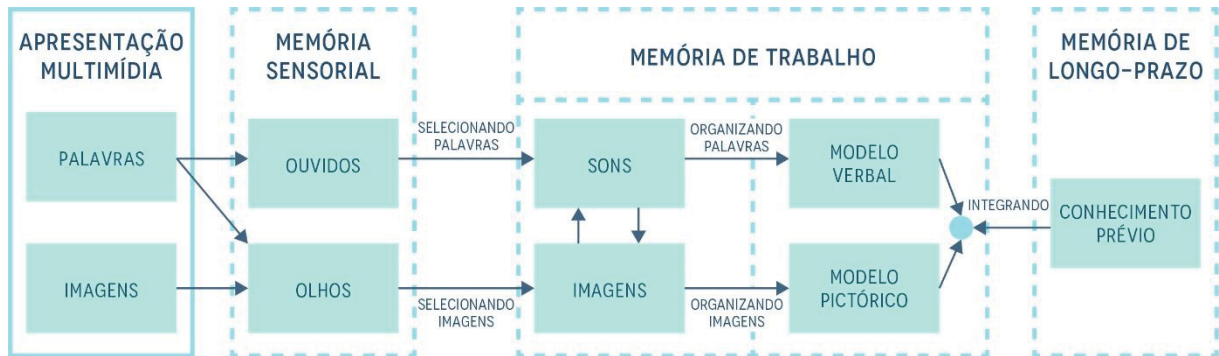 APRESENTAÇÃO
MULTIMÍDIA
PALAVRAS
IMAGENS
MEMÓRIA
SENSORIAL
OUVIDOS
OLHOS
SELECIONANDO
PALAVRAS
SELECIONANDO
IMAGENS
MEMÓRIA DE TRABALHO
SONS
IMAGENS
ORGANIZANDO
PALAVRAS
ORGANIZANDO
IMAGENS
MODELO
VERBAL
MODELO
PICTÓRICO
INTEGRANDO
MEMÓRIA DE
LONGO-PRAZO
CONHECIMENTO
PRÉVIO